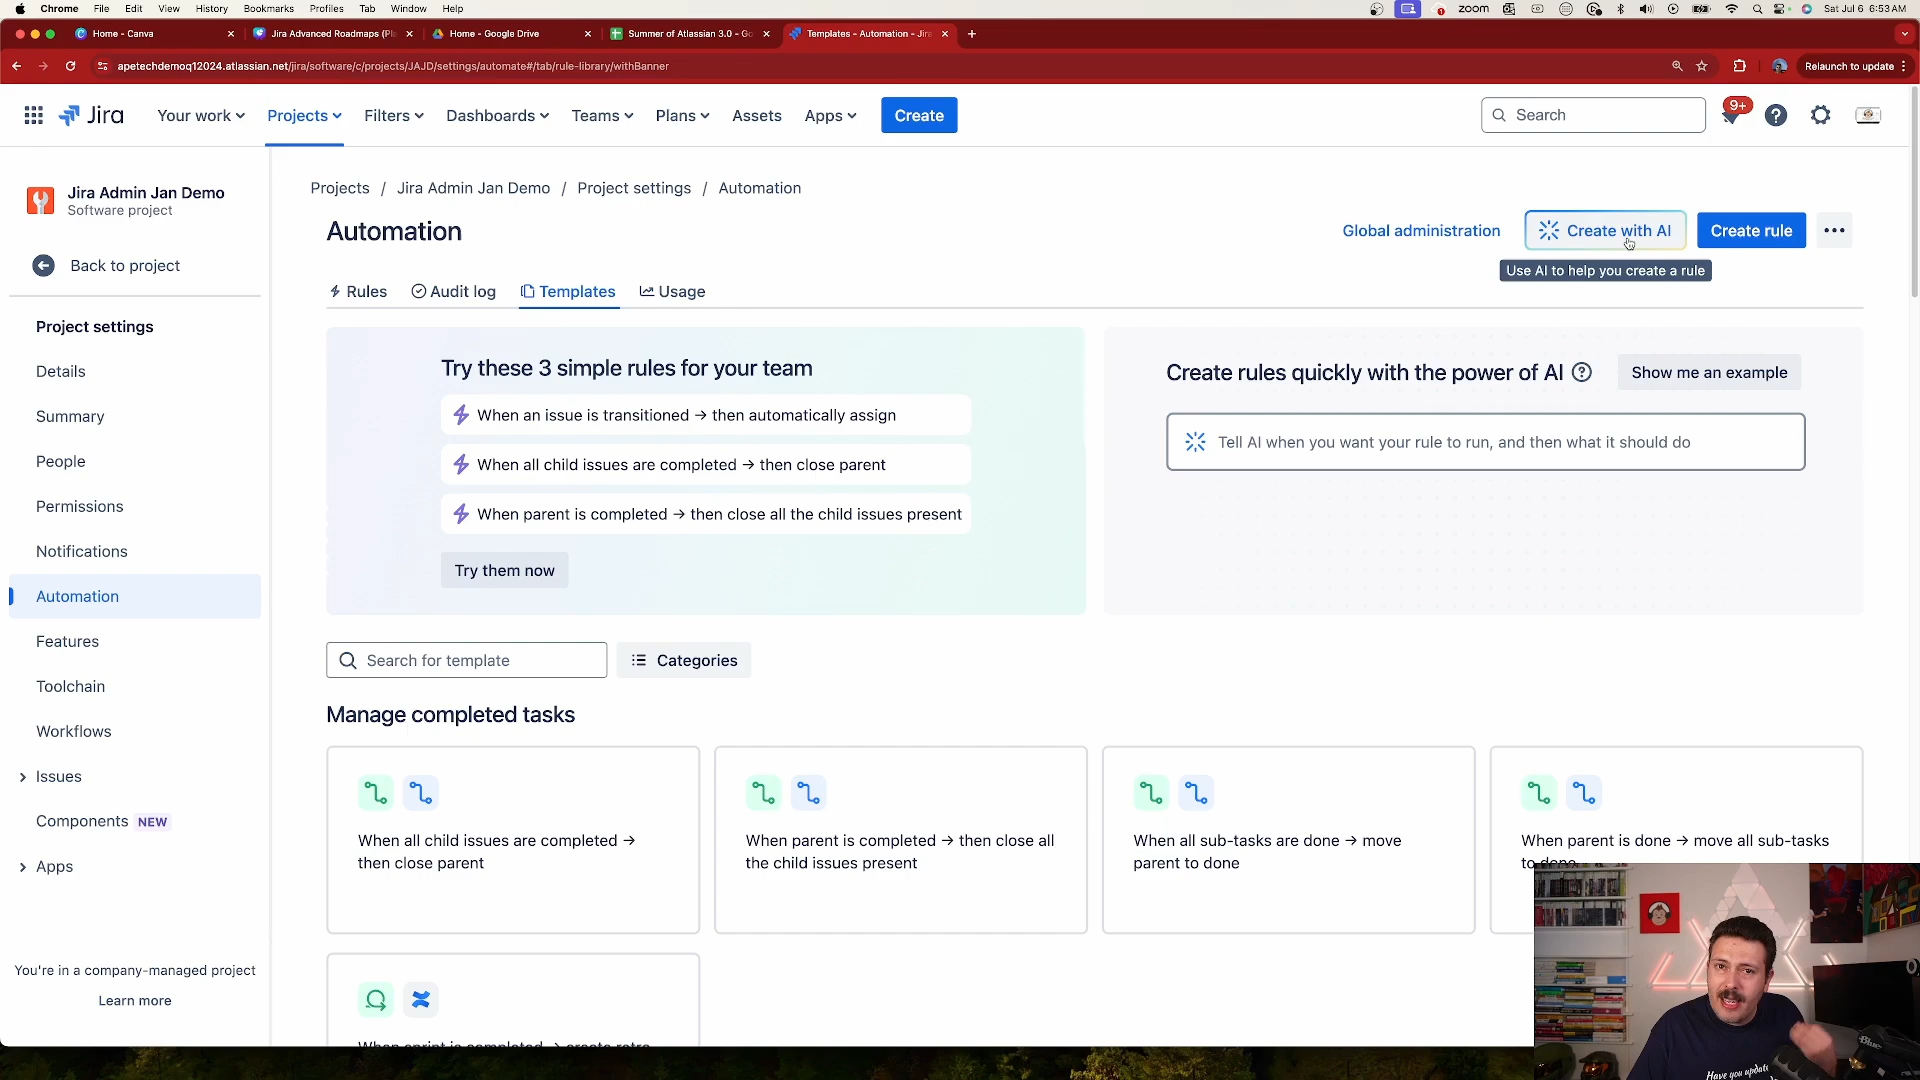 Chrome File Edit View History Bookmarks Profiles Tab Window Help
zoom
Sat Jul 6 6:53 AM
Home - Canva
Jira Advanced Roadmaps (Pl
Home - Google Drive
Summer of Atlassian 3.0 - Go
Templates - Automation - Jira
apetechdemoq12024.atlassian.net/jira/software/c/projects/JAJD/settings/automate#/tab/rule-library/withBanner
Relaunch to update
Jira
Your work
Projects
Filters
Dashboards
Teams
Plans
Assets
Apps
Create
Search
9+
Jira Admin Jan Demo
Software project
Back to project
Project settings
Details
Summary
People
Permissions
Notifications
Automation
Features
Toolchain
Workflows
Issues
Components NEW
Apps
You're in a company-managed project
Learn more
Projects / Jira Admin Jan Demo / Project settings / Automation
Automation
Global administration
Create with AI
Create rule
Use AI to help you create a rule
Rules
Audit log
Templates
Usage
Try these 3 simple rules for your team
When an issue is transitioned → then automatically assign
When all child issues are completed → then close parent
When parent is completed → then close all the child issues present
Try them now
Create rules quickly with the power of AI
Show me an example
Tell AI when you want your rule to run, and then what it should do
Search for template
Categories
Manage completed tasks
When all child issues are completed →
then close parent
When parent is completed → then close all
the child issues present
When all sub-tasks are done → move
parent to done
When parent is done → move all sub-tasks
to done
When sprint is completed → create retro
Have you update
Blue